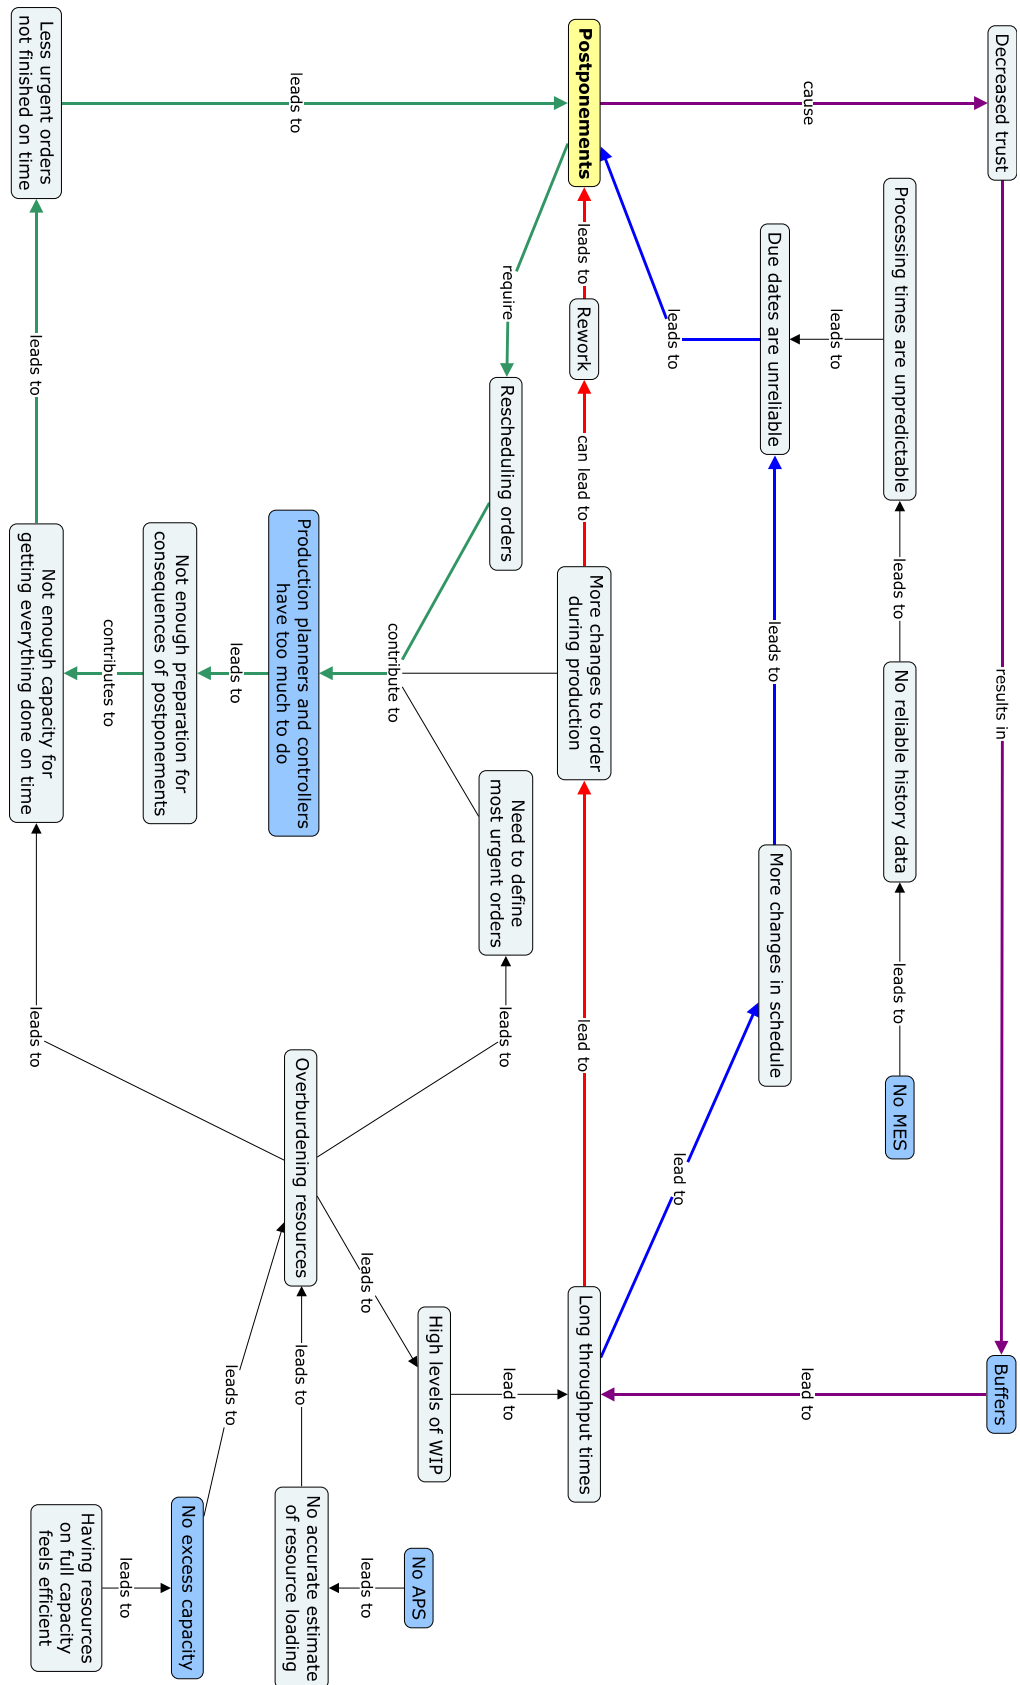 Decreased trust
results in
Buffers
Processing times are unpredictable
leads to
No reliable history data
leads to
No MES
cause
leads to
lead to
Due dates are unreliable
leads to
More changes in schedule
leads to
lead to
Postponements
leads to
Rework
can lead to
More changes to order
during production
lead to
Long throughput times
require
Rescheduling orders
Need to define
most urgent orders
leads to
lead to
High levels of WIP
No APS
contribute to
leads to
leads to
leads to
Production planners and controllers
have too much to do
Overburdening resources
leads to
No accurate estimate
of resource loading
leads to
leads to
Not enough preparation for
consequences of postponements
No excess capacity
contributes to
leads to
Less urgent orders
not finished on time
leads to
Not enough capacity for
getting everything done on time
leads to
Having resources
on full capacity
feels efficient